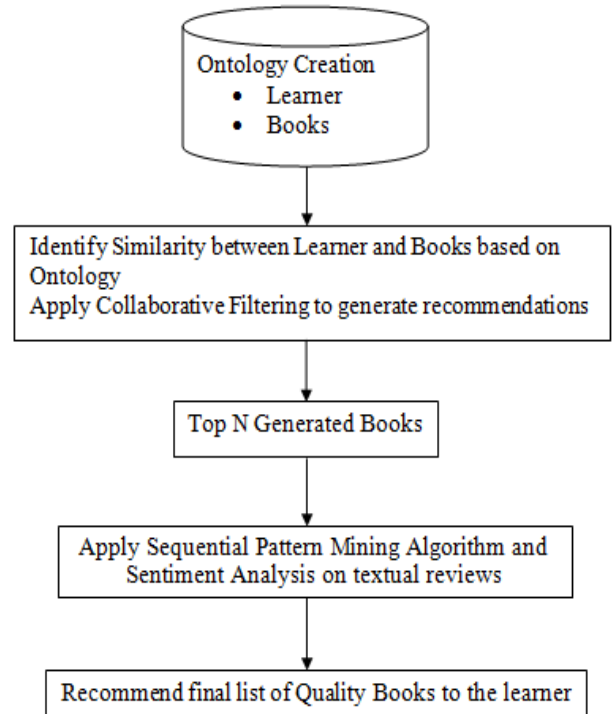 Ontology Creation
• Learner
• Books
Identify Similarity between Learner and Books based on
Ontology
Apply Collaborative Filtering to generate recommendations
Top N Generated Books
Apply Sequential Pattern Mining Algorithm and
Sentiment Analysis on textual reviews
Recommend final list of Quality Books to the learner